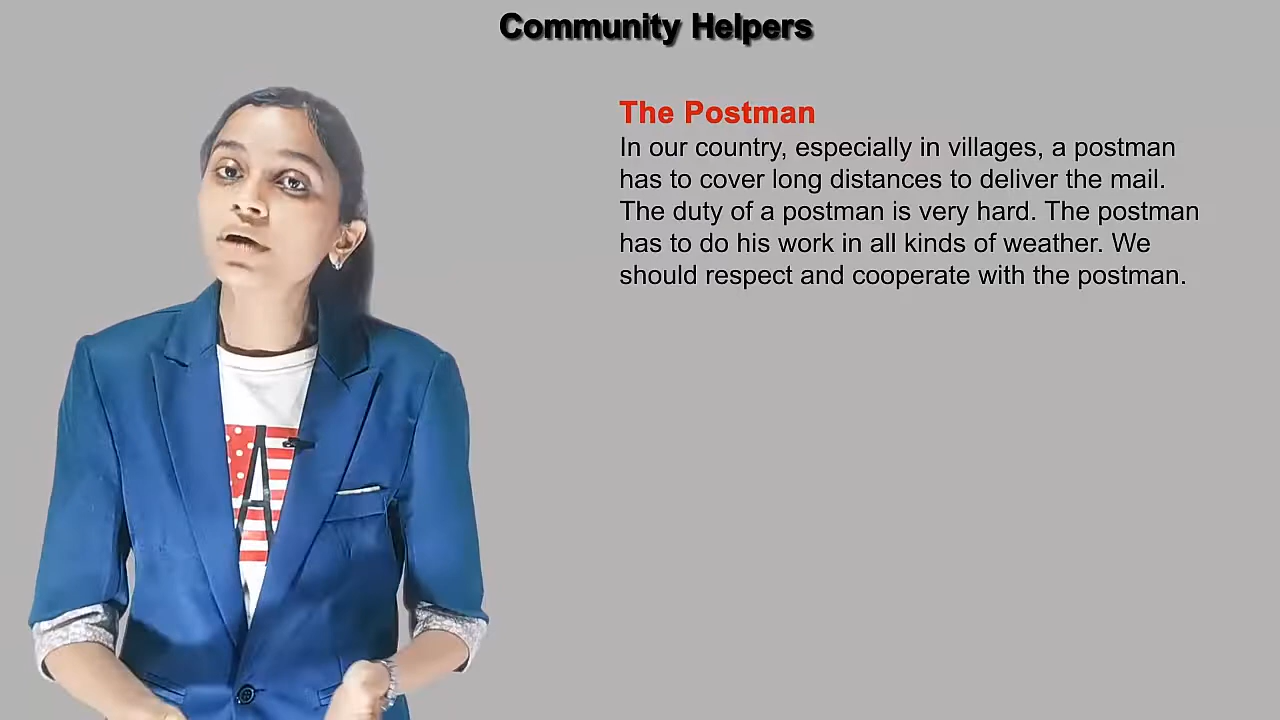 Community Helpers
The Postman
In our country, especially in villages, a postman
has to cover long distances to deliver the mail.
The duty of a postman is very hard. The postman
has to do his work in all kinds of weather. We
should respect and cooperate with the postman.
A